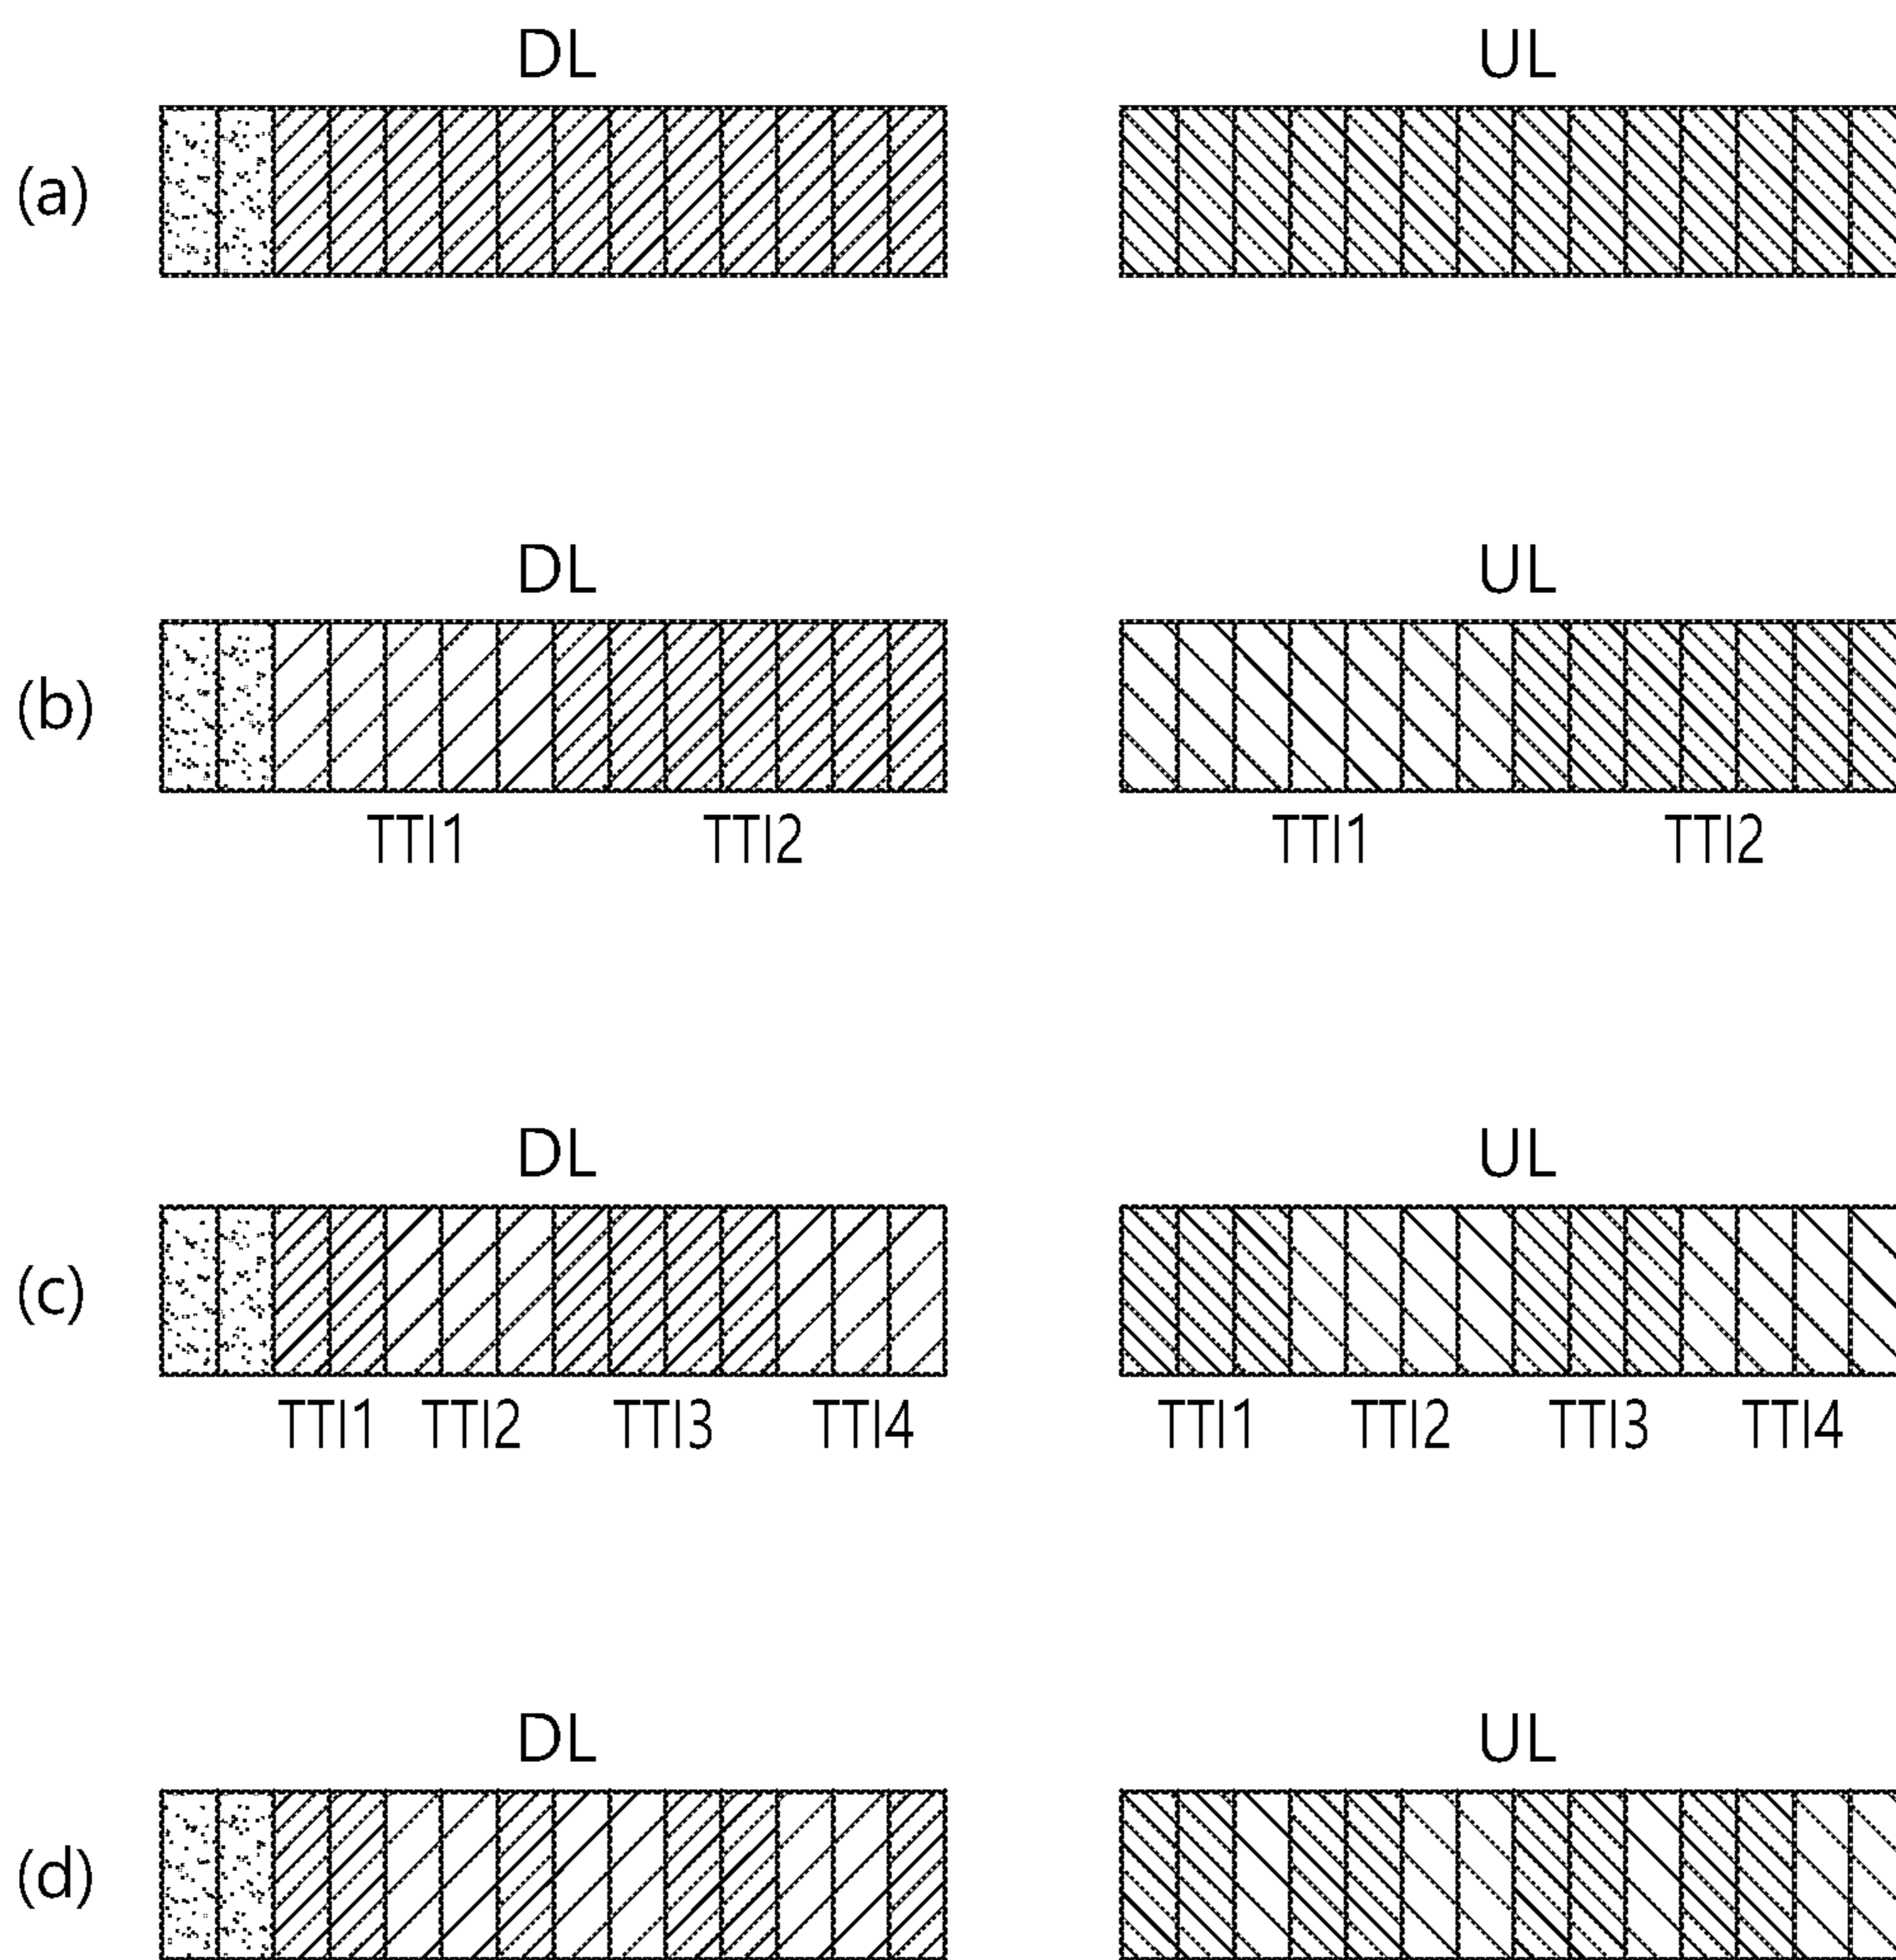 DL UL
(a)
DL UL
(b)
TTI1 TTI2 TTI1 TTI2
DL UL
(c)
TTI1 TTI2 TTI3 TTI4 TTI1 TTI2 TTI3 TTI4
DL UL
(d)